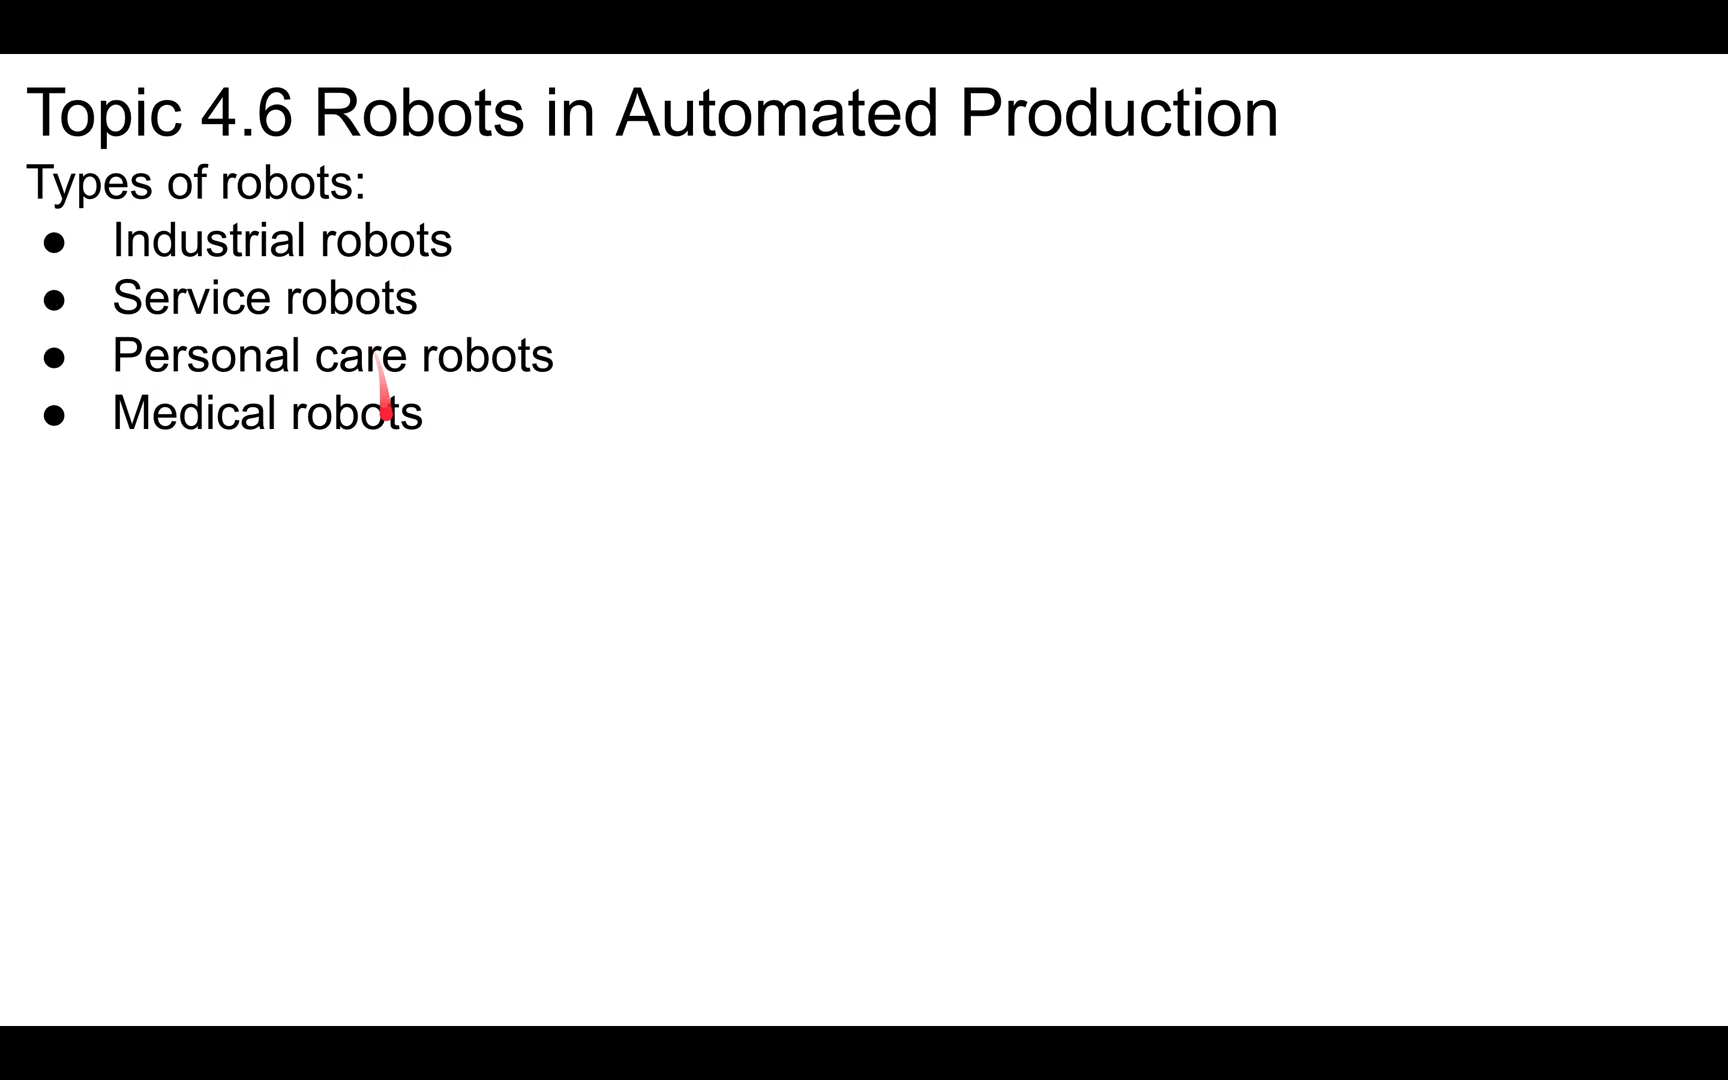 Topic 4.6 Robots in Automated Production
Types of robots:
● Industrial robots
● Service robots
● Personal care robots
● Medical robots